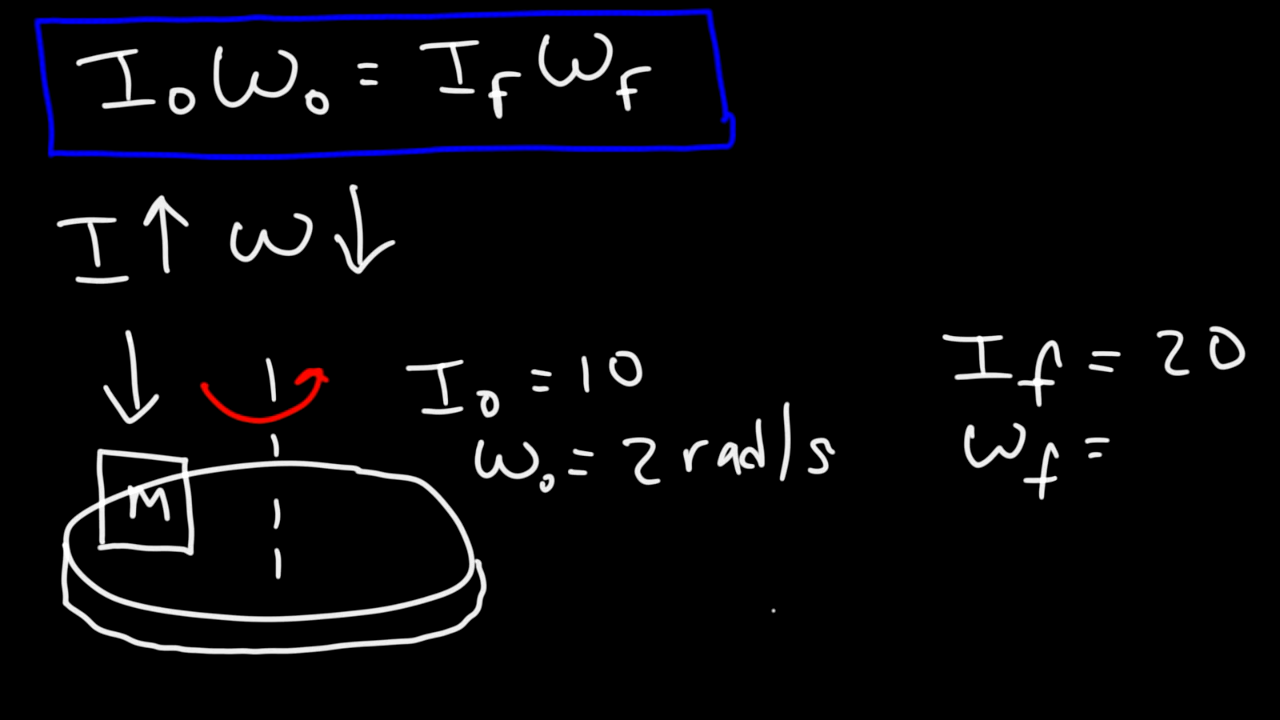 I₀ω₀ = I_f ω_f
I↑ ω↓
I₀ = 10
I_f = 20
ω₀ = 2 rad/s
ω_f =
M